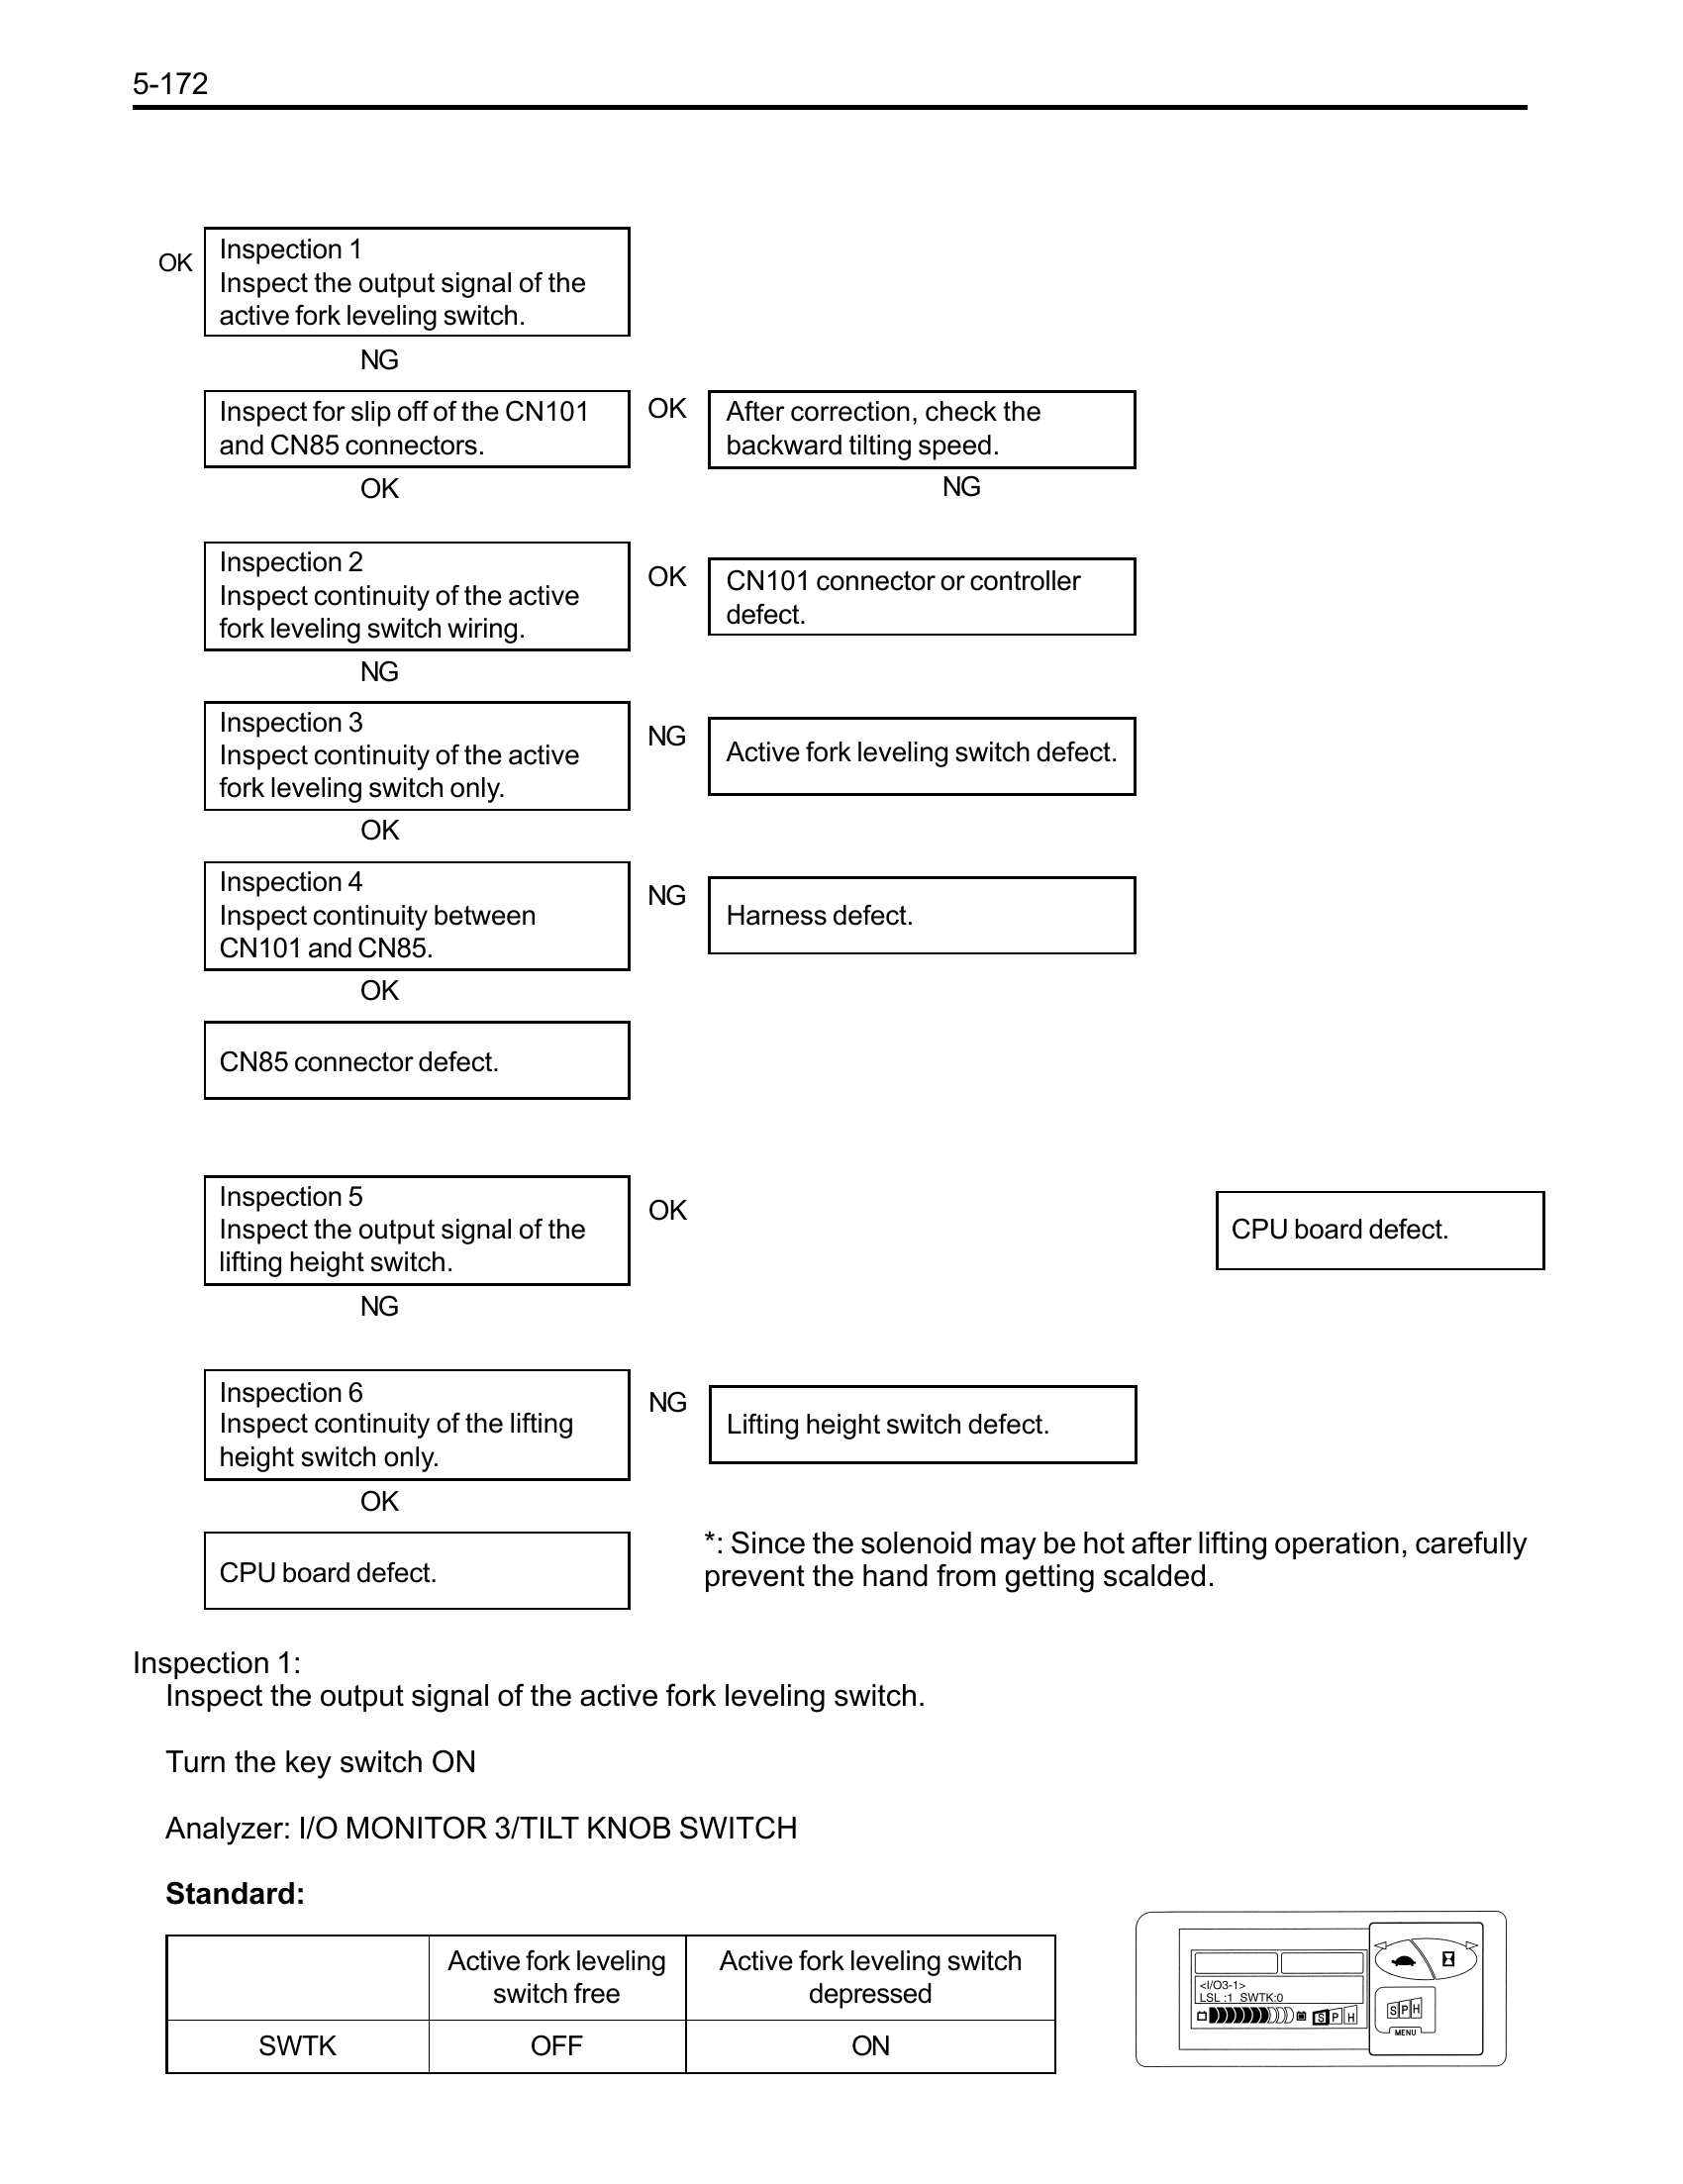 5-172
OK
Inspection 1
Inspect the output signal of the
active fork leveling switch.
NG
Inspect for slip off of the CN101
and CN85 connectors.
OK
After correction, check the
backward tilting speed.
OK
NG
Inspection 2
Inspect continuity of the active
fork leveling switch wiring.
OK
CN101 connector or controller
defect.
NG
Inspection 3
Inspect continuity of the active
fork leveling switch only.
NG
Active fork leveling switch defect.
OK
Inspection 4
Inspect continuity between
CN101 and CN85.
NG
Harness defect.
OK
CN85 connector defect.
Inspection 5
Inspect the output signal of the
lifting height switch.
OK
CPU board defect.
NG
Inspection 6
Inspect continuity of the lifting
height switch only.
NG
Lifting height switch defect.
OK
CPU board defect.
*: Since the solenoid may be hot after lifting operation, carefully
prevent the hand from getting scalded.
Inspection 1:
Inspect the output signal of the active fork leveling switch.
Turn the key switch ON
Analyzer: I/O MONITOR 3/TILT KNOB SWITCH
Standard:
Active fork leveling
switch free
Active fork leveling switch
depressed
SWTK
OFF
ON
<I/O3-1>
LSL :1 SWTK:0
S P H
S P H
MENU